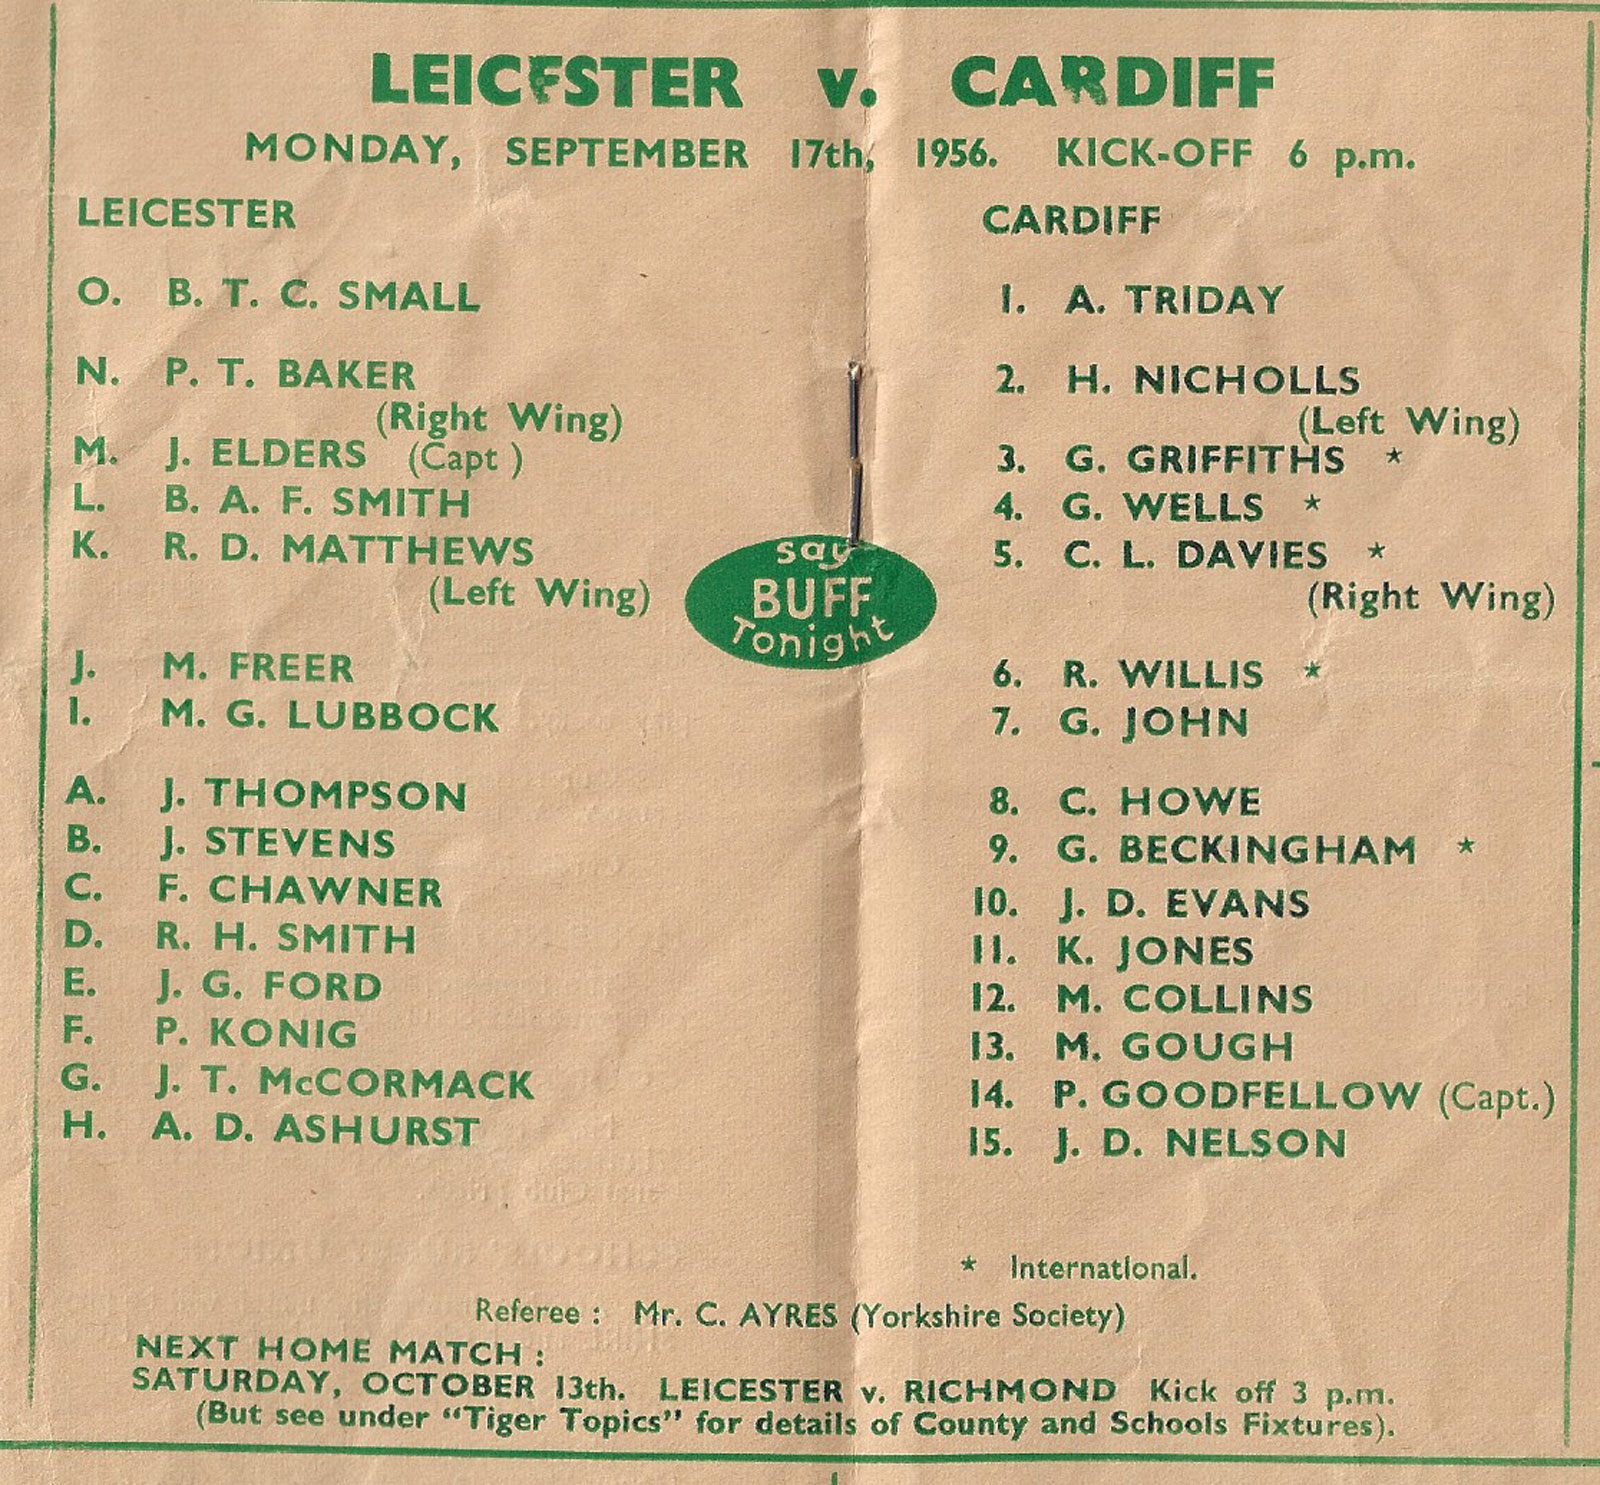 LEICESTER v. CARDIFF
MONDAY, SEPTEMBER 17th, 1956. KICK-OFF 6 p.m.
LEICESTER
O. B. T. C. SMALL
N. P. T. BAKER
(Right Wing)
M. J. ELDERS (Capt )
L. B. A. F. SMITH
K. R. D. MATTHEWS
(Left Wing)
J. M. FREER
I. M. G. LUBBOCK
A. J. THOMPSON
B. J. STEVENS
C. F. CHAWNER
D. R. H. SMITH
E. J. G. FORD
F. P. KONIG
G. J. T. McCORMACK
H. A. D. ASHURST
say
BUFF
Tonight
CARDIFF
1. A. TRIDAY
2. H. NICHOLLS
(Left Wing)
3. G. GRIFFITHS *
4. G. WELLS *
5. C. L. DAVIES *
(Right Wing)
6. R. WILLIS *
7. G. JOHN
8. C. HOWE
9. G. BECKINGHAM *
10. J. D. EVANS
11. K. JONES
12. M. COLLINS
13. M. GOUGH
14. P. GOODFELLOW (Capt.)
15. J. D. NELSON
* International.
Referee : Mr. C. AYRES (Yorkshire Society)
NEXT HOME MATCH :
SATURDAY, OCTOBER 13th. LEICESTER v. RICHMOND Kick off 3 p.m.
(But see under "Tiger Topics" for details of County and Schools Fixtures).